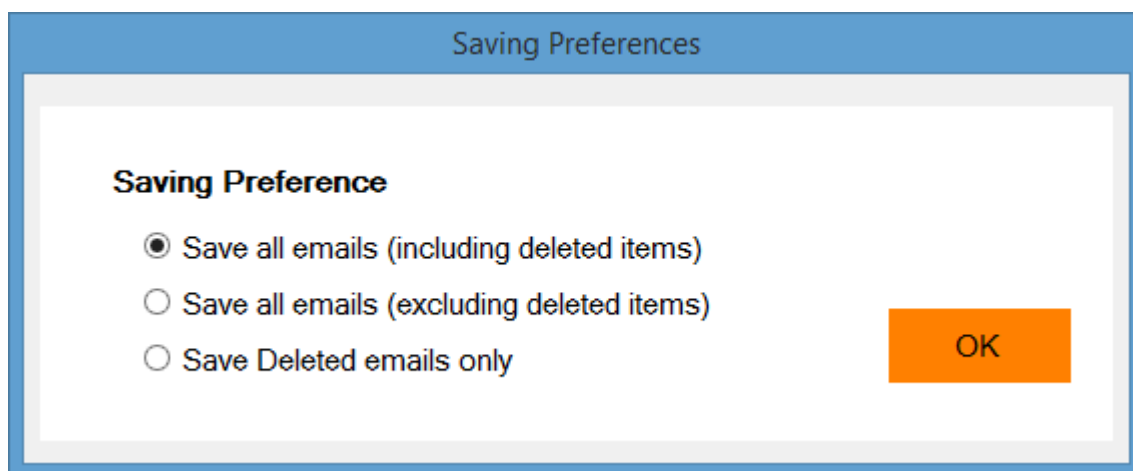 Saving Preferences
Saving Preference
Save all emails (including deleted items)
Save all emails (excluding deleted items)
Save Deleted emails only
OK